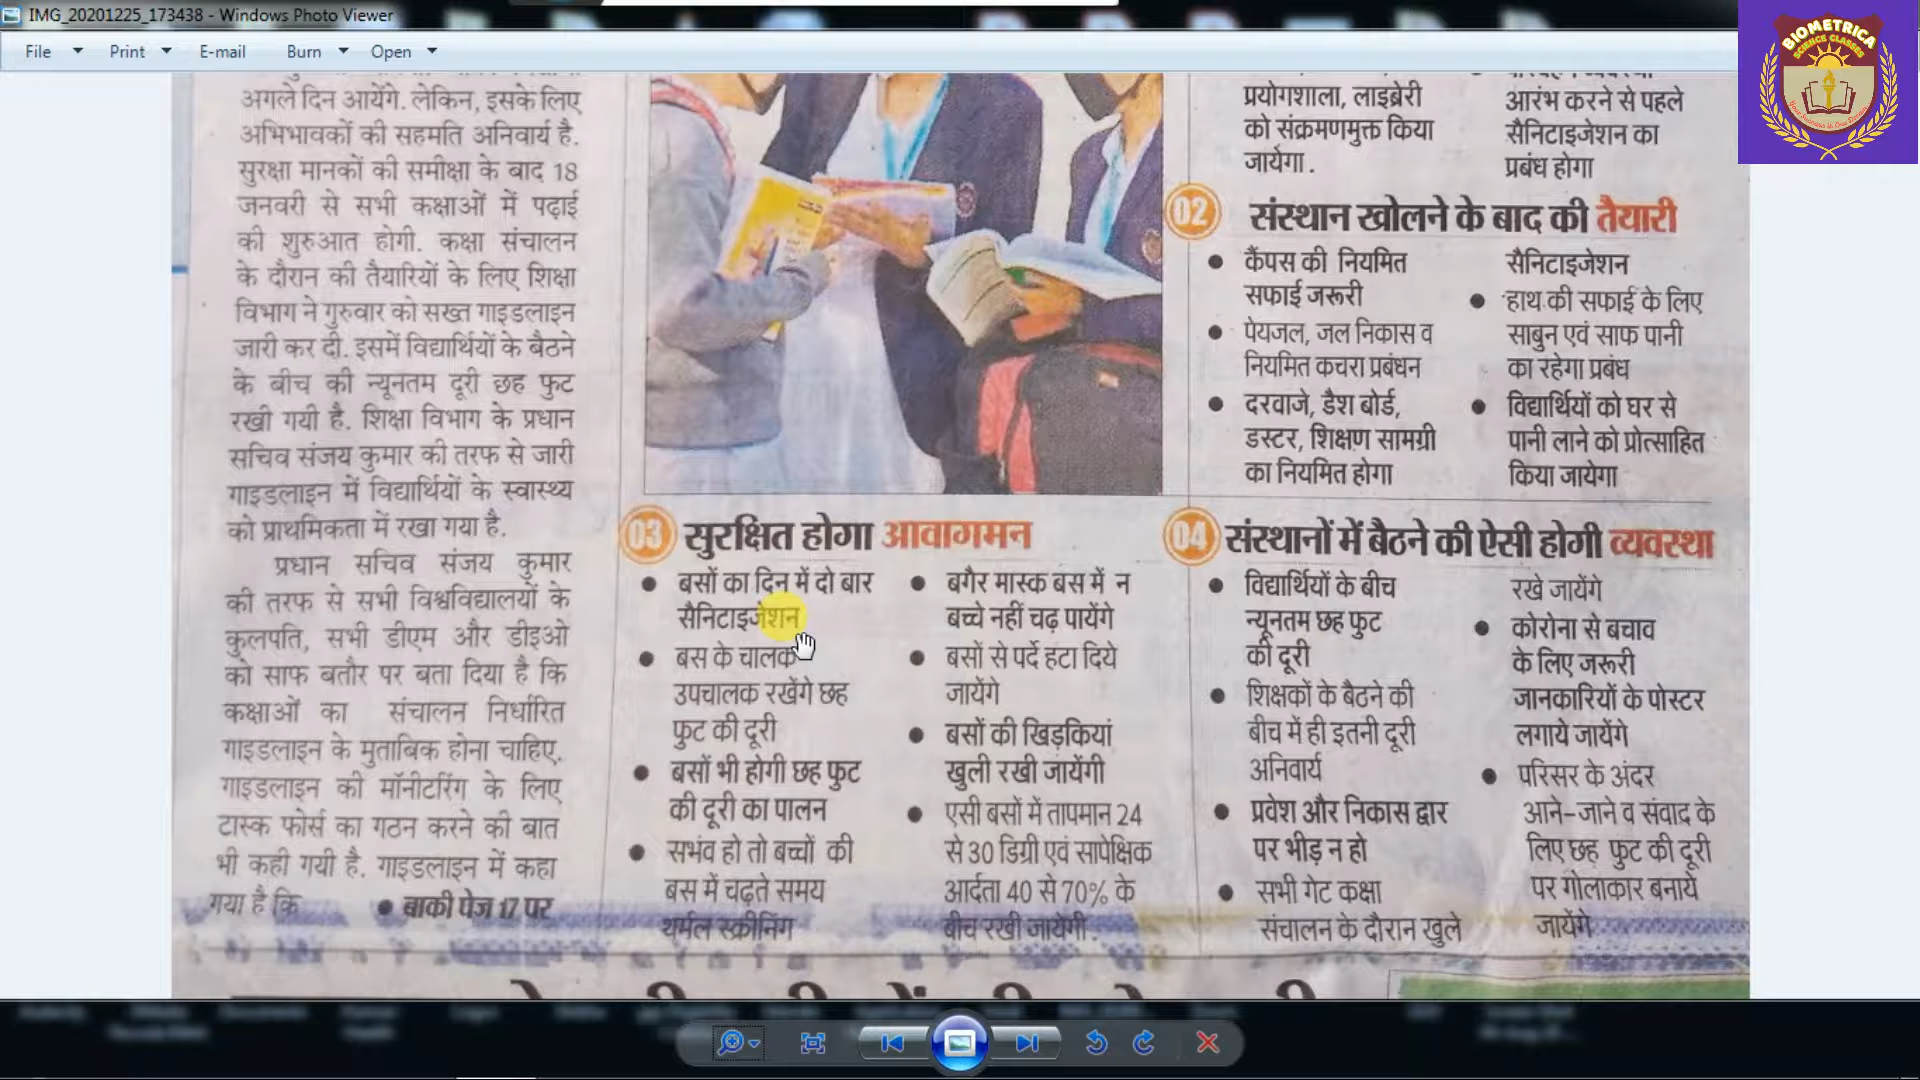 IMG_20201225_173438 - Windows Photo Viewer
File Print E-mail Burn Open
BIOMETRICA
SCIENCE CLASSES
अगले दिन आयेंगे. लेकिन, इसके लिए
अभिभावकों की सहमति अनिवार्य है.
सुरक्षा मानकों की समीक्षा के बाद 18
जनवरी से सभी कक्षाओं में पढ़ाई
की शुरुआत होगी. कक्षा संचालन
के दौरान की तैयारियों के लिए शिक्षा
विभाग ने गुरुवार को सख्त गाइडलाइन
जारी कर दी. इसमें विद्यार्थियों के बैठने
के बीच की न्यूनतम दूरी छह फुट
रखी गयी है. शिक्षा विभाग के प्रधान
सचिव संजय कुमार की तरफ से जारी
गाइडलाइन में विद्यार्थियों के स्वास्थ्य
को प्राथमिकता में रखा गया है.
प्रधान सचिव संजय कुमार
की तरफ से सभी विश्वविद्यालयों के
कुलपति, सभी डीएम और डीइओ
को साफ बतौर पर बता दिया है कि
कक्षाओं का संचालन निर्धारित
गाइडलाइन के मुताबिक होना चाहिए.
गाइडलाइन की मॉनीटरिंग के लिए
टास्क फोर्स का गठन करने की बात
भी कही गयी है. गाइडलाइन में कहा
गया है कि ● बाकी पेज 17 पर
प्रयोगशाला, लाइब्रेरी
को संक्रमणमुक्त किया
जायेगा.
आरंभ करने से पहले
सैनिटाइजेशन का
प्रबंध होगा
02 संस्थान खोलने के बाद की तैयारी
● कैंपस की नियमित
सफाई जरूरी
● पेयजल, जल निकास व
नियमित कचरा प्रबंधन
● दरवाजे, डैश बोर्ड,
डस्टर, शिक्षण सामग्री
का नियमित होगा
सैनिटाइजेशन
● हाथ की सफाई के लिए
साबुन एवं साफ पानी
का रहेगा प्रबंध
● विद्यार्थियों को घर से
पानी लाने को प्रोत्साहित
किया जायेगा
03 सुरक्षित होगा आवागमन
● बसों का दिन में दो बार
सैनिटाइजेशन
● बस के चालक
उपचालक रखेंगे छह
फुट की दूरी
● बसों भी होगी छह फुट
की दूरी का पालन
● सभंव हो तो बच्चों की
बस में चढ़ते समय
थर्मल स्क्रीनिंग
● बगैर मास्क बस में न
बच्चे नहीं चढ़ पायेंगे
● बसों से पर्दे हटा दिये
जायेंगे
● बसों की खिड़कियां
खुली रखी जायेंगी
● एसी बसों में तापमान 24
से 30 डिग्री एवं सापेक्षिक
आर्दता 40 से 70% के
बीच रखी जायेगी.
04 संस्थानों में बैठने की ऐसी होगी व्यवस्था
● विद्यार्थियों के बीच
न्यूनतम छह फुट
की दूरी
● शिक्षकों के बैठने की
बीच में ही इतनी दूरी
अनिवार्य
● प्रवेश और निकास द्वार
पर भीड़ न हो
● सभी गेट कक्षा
संचालन के दौरान खुले
रखे जायेंगे
● कोरोना से बचाव
के लिए जरूरी
जानकारियों के पोस्टर
लगाये जायेंगे
● परिसर के अंदर
आने-जाने व संवाद के
लिए छह फुट की दूरी
पर गोलाकार बनाये
जायेंगे